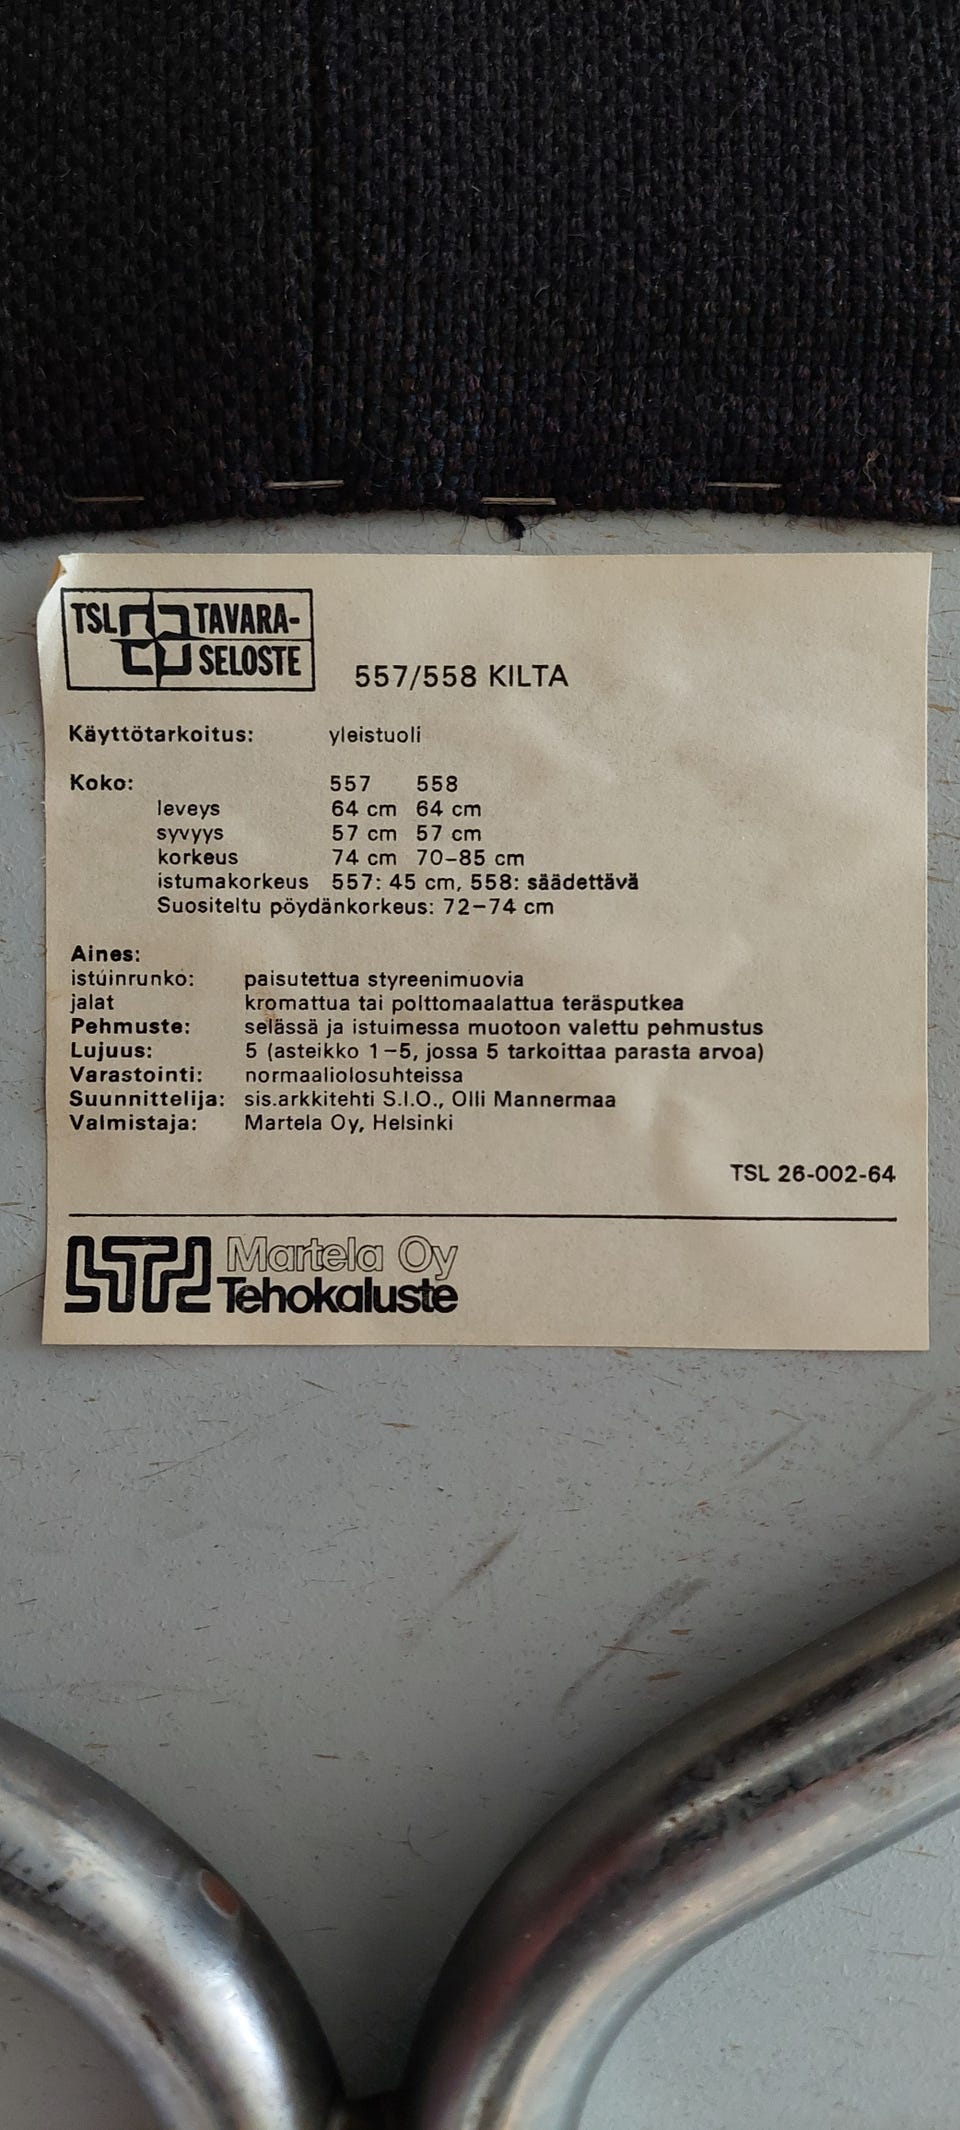 TSL TAVARA-
SELOSTE
557/558 KILTA
Käyttötarkoitus: yleistuoli
Koko: 557 558
leveys 64 cm 64 cm
syvyys 57 cm 57 cm
korkeus 74 cm 70–85 cm
istumakorkeus 557: 45 cm, 558: säädettävä
Suositeltu pöydänkorkeus: 72–74 cm
Aines:
istuinrunko: paisutettua styreenimuovia
jalat kromattua tai polttomaalattua teräsputkea
Pehmuste: selässä ja istuimessa muotoon valettu pehmustus
Lujuus: 5 (asteikko 1–5, jossa 5 tarkoittaa parasta arvoa)
Varastointi: normaaliolosuhteissa
Suunnittelija: sis.arkkitehti S.I.O., Olli Mannermaa
Valmistaja: Martela Oy, Helsinki
TSL 26-002-64
Martela Oy
Tehokaluste